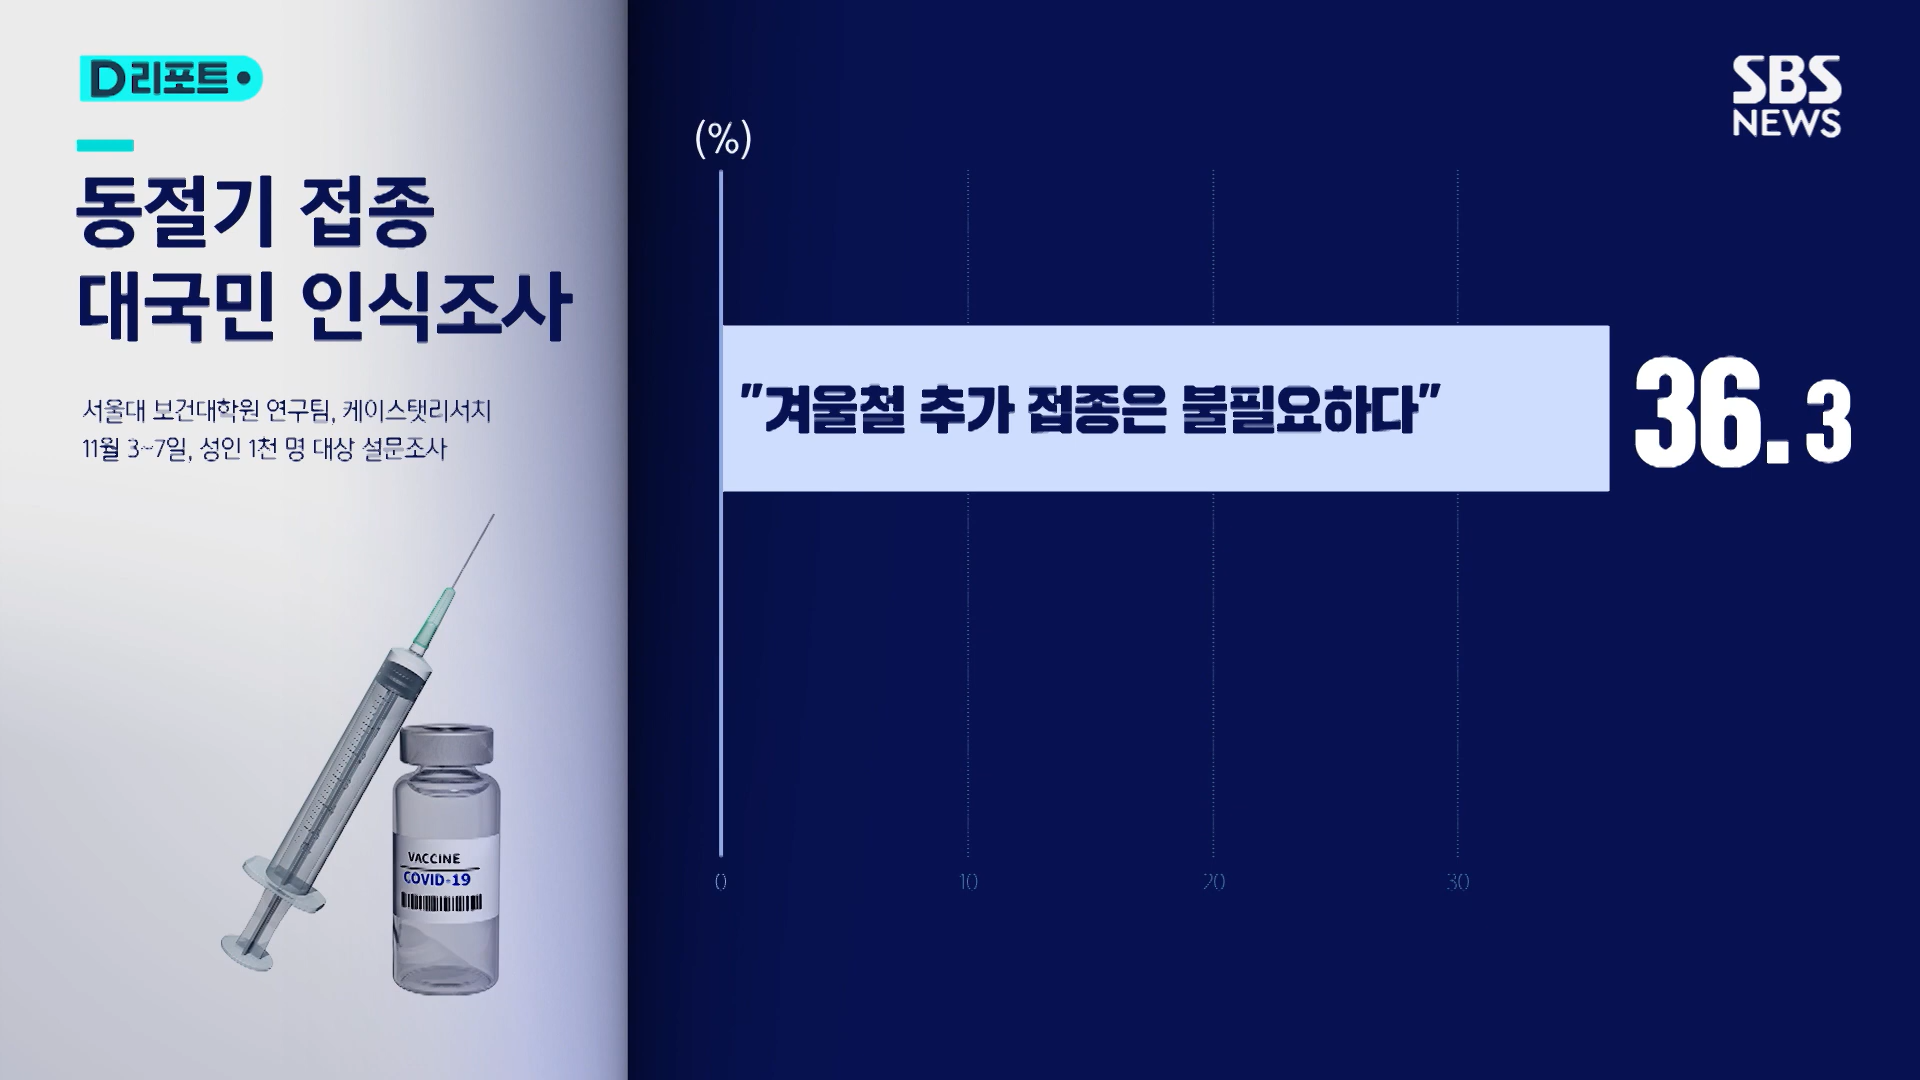 D리포트
동절기 접종
대국민 인식조사
서울대 보건대학원 연구팀, 케이스탯리서치
11월 3~7일, 성인 1천 명 대상 설문조사
VACCINE
COVID-19
SBS
NEWS
(%)
"겨울철 추가 접종은 불필요하다"
36.3
0 10 20 30